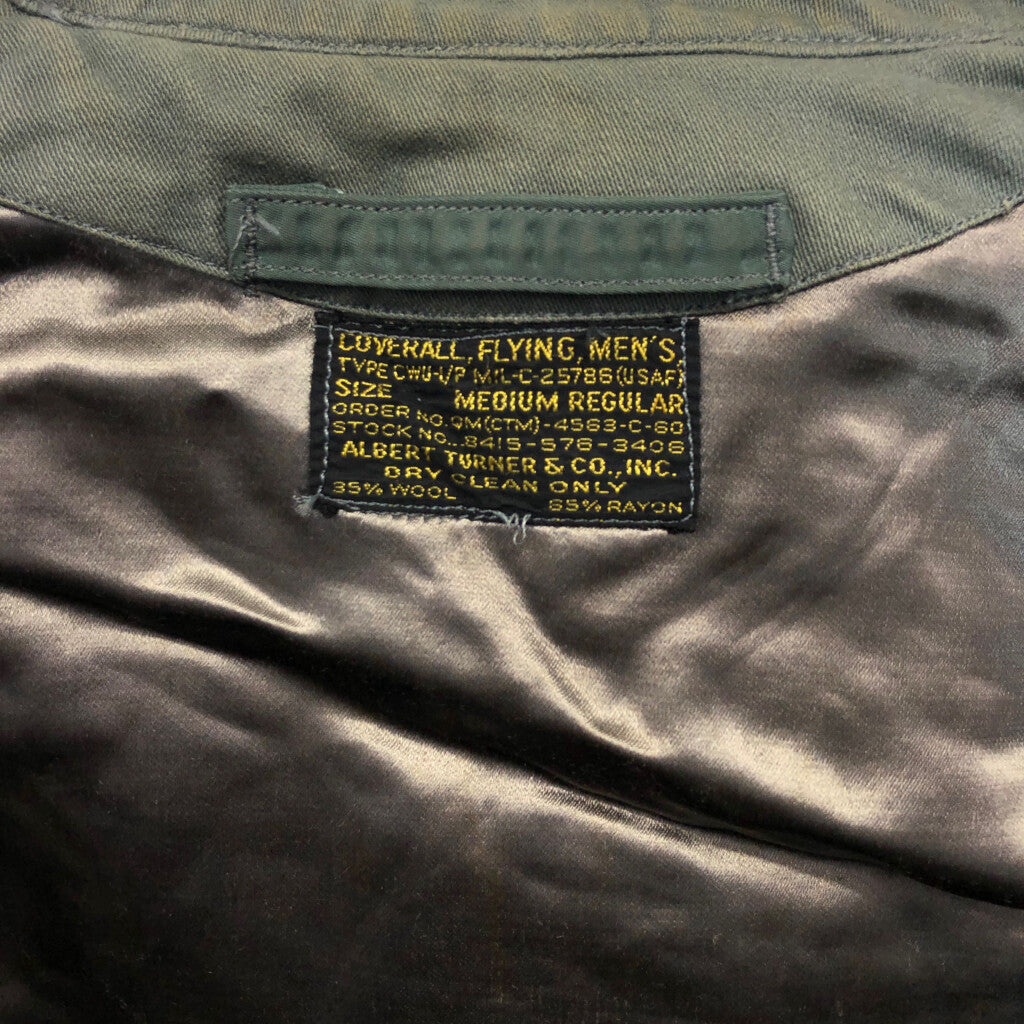 COVERALL, FLYING, MEN'S,
TYPE CWU-1/P MIL-C-25786 (USAF)
SIZE MEDIUM REGULAR
ORDER NO. QM(CTM)-4563-C-60
STOCK NO. 8415-578-3406
ALBERT TURNER & CO., INC.
DRY CLEAN ONLY
35% WOOL 65% RAYON